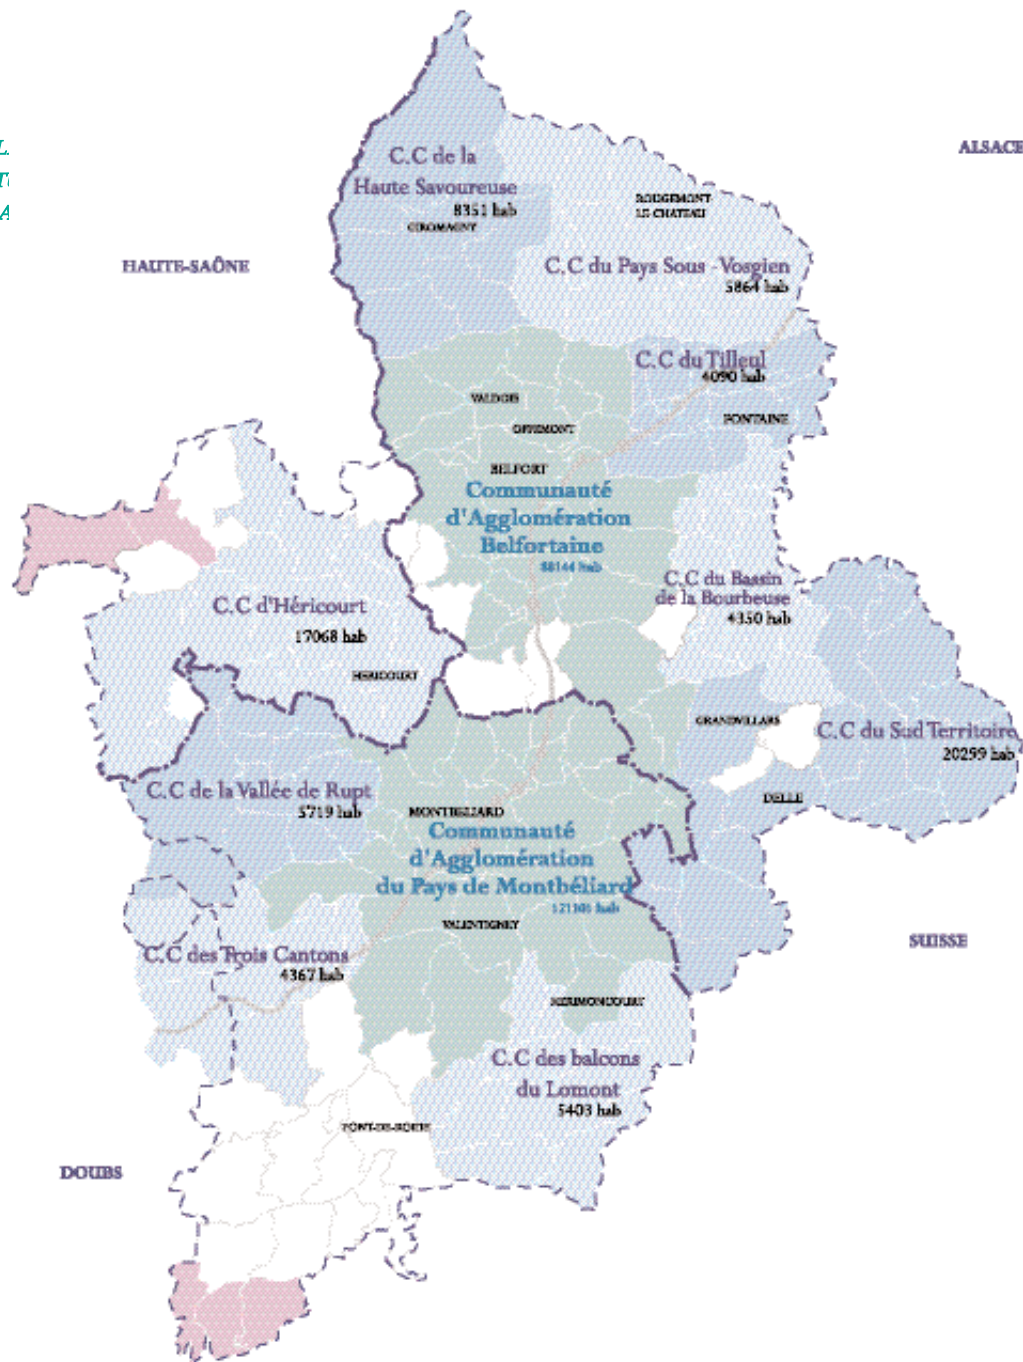 ALSACE
C.C de la
Haute Savoureuse
8351 hab
GIROMAGNY
ROUGEMONT-
LE-CHATEAU
HAUTE-SAÔNE
C.C du Pays Sous -Vosgien
5864 hab
C.C du Tilleul
4090 hab
VALDOIE
FONTAINE
OFFEMONT
BELFORT
Communauté
d'Agglomération
Belfortaine
88144 hab
C.C du Bassin
de la Bourbeuse
4350 hab
C.C d'Héricourt
17068 hab
HERICOURT
GRANDVILLARS
C.C du Sud Territoire
20299 hab
C.C de la Vallée de Rupt
5719 hab
DELLE
MONTBELIARD
Communauté
d'Agglomération
du Pays de Montbéliard
hab
VALENTIGNEY
SUISSE
C.C des Trois Cantons
4367 hab
HERIMONCOURT
C.C des balcons
du Lomont
5403 hab
PONT-DE-ROIDE
DOUBS